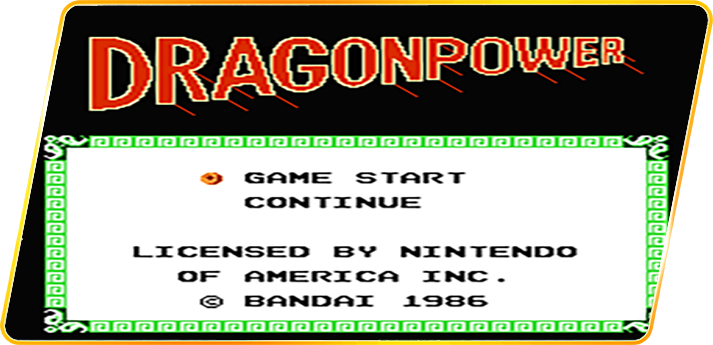 DRAGONPOWER
GAME START
CONTINUE
LICENSED BY NINTENDO
OF AMERICA INC.
© BANDAI 1986